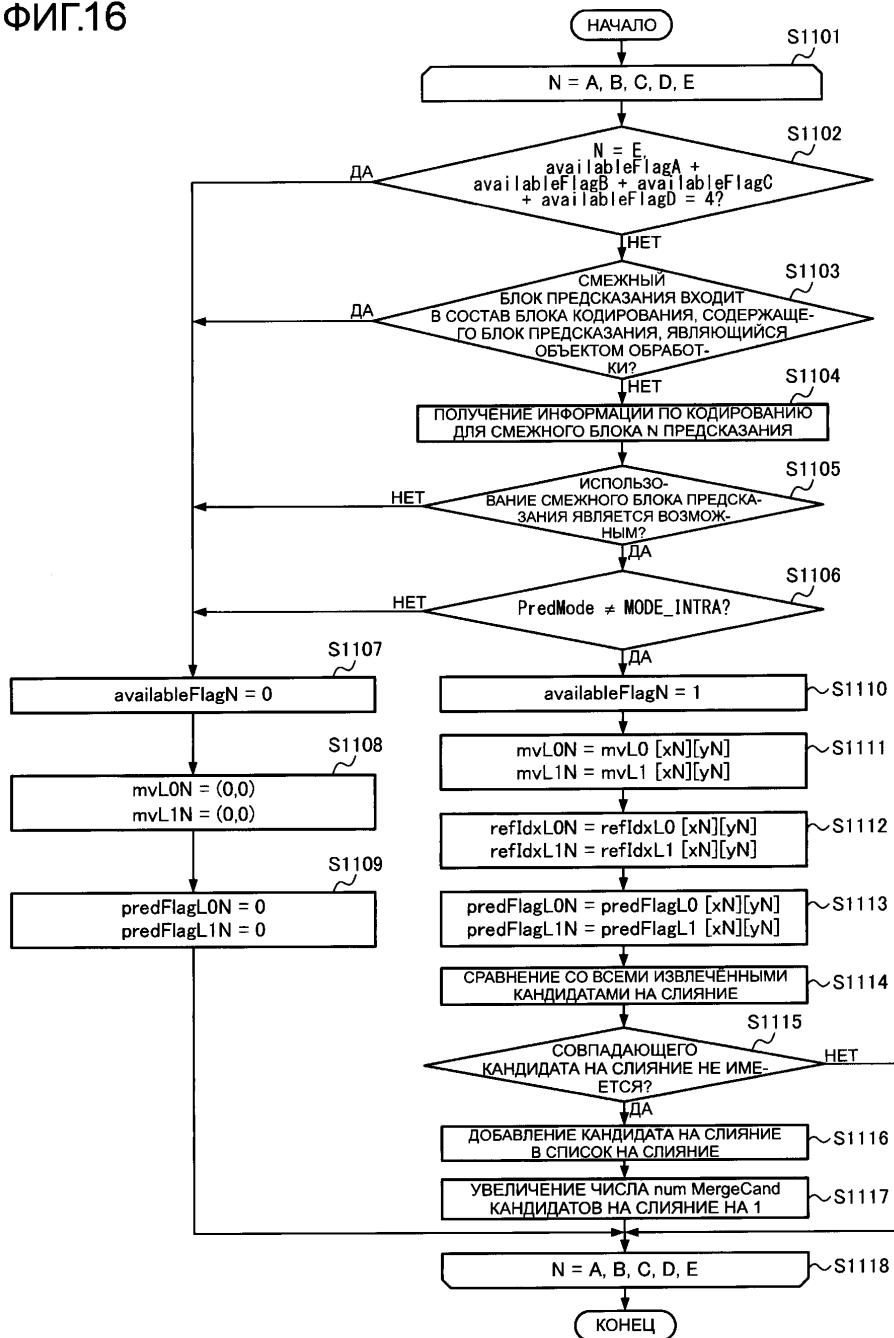 ФИГ.16
НАЧАЛО
S1101
N = A, B, C, D, E
S1102
N = E,
availableFlagA +
availableFlagB + availableFlagC
+ availableFlagD = 4?
ДА
НЕТ
S1103
СМЕЖНЫЙ
БЛОК ПРЕДСКАЗАНИЯ ВХОДИТ
В СОСТАВ БЛОКА КОДИРОВАНИЯ, СОДЕРЖАЩЕ-
ГО БЛОК ПРЕДСКАЗАНИЯ, ЯВЛЯЮЩИЙСЯ
ОБЪЕКТОМ ОБРАБОТ-
КИ?
ДА
НЕТ
S1104
ПОЛУЧЕНИЕ ИНФОРМАЦИИ ПО КОДИРОВАНИЮ
ДЛЯ СМЕЖНОГО БЛОКА N ПРЕДСКАЗАНИЯ
S1105
ИСПОЛЬЗО-
ВАНИЕ СМЕЖНОГО БЛОКА ПРЕДСКА-
ЗАНИЯ ЯВЛЯЕТСЯ ВОЗМОЖ-
НЫМ?
НЕТ
ДА
S1106
PredMode ≠ MODE_INTRA?
НЕТ
ДА
S1107
availableFlagN = 0
S1108
mvL0N = (0,0)
mvL1N = (0,0)
S1109
predFlagL0N = 0
predFlagL1N = 0
availableFlagN = 1
S1110
mvL0N = mvL0 [xN][yN]
mvL1N = mvL1 [xN][yN]
S1111
refIdxL0N = refIdxL0 [xN][yN]
refIdxL1N = refIdxL1 [xN][yN]
S1112
predFlagL0N = predFlagL0 [xN][yN]
predFlagL1N = predFlagL1 [xN][yN]
S1113
СРАВНЕНИЕ СО ВСЕМИ ИЗВЛЕЧЁННЫМИ
КАНДИДАТАМИ НА СЛИЯНИЕ
S1114
S1115
СОВПАДАЮЩЕГО
КАНДИДАТА НА СЛИЯНИЕ НЕ ИМЕ-
ЕТСЯ?
НЕТ
ДА
ДОБАВЛЕНИЕ КАНДИДАТА НА СЛИЯНИЕ
В СПИСОК НА СЛИЯНИЕ
S1116
УВЕЛИЧЕНИЕ ЧИСЛА num MergeCand
КАНДИДАТОВ НА СЛИЯНИЕ НА 1
S1117
N = A, B, C, D, E
S1118
КОНЕЦ